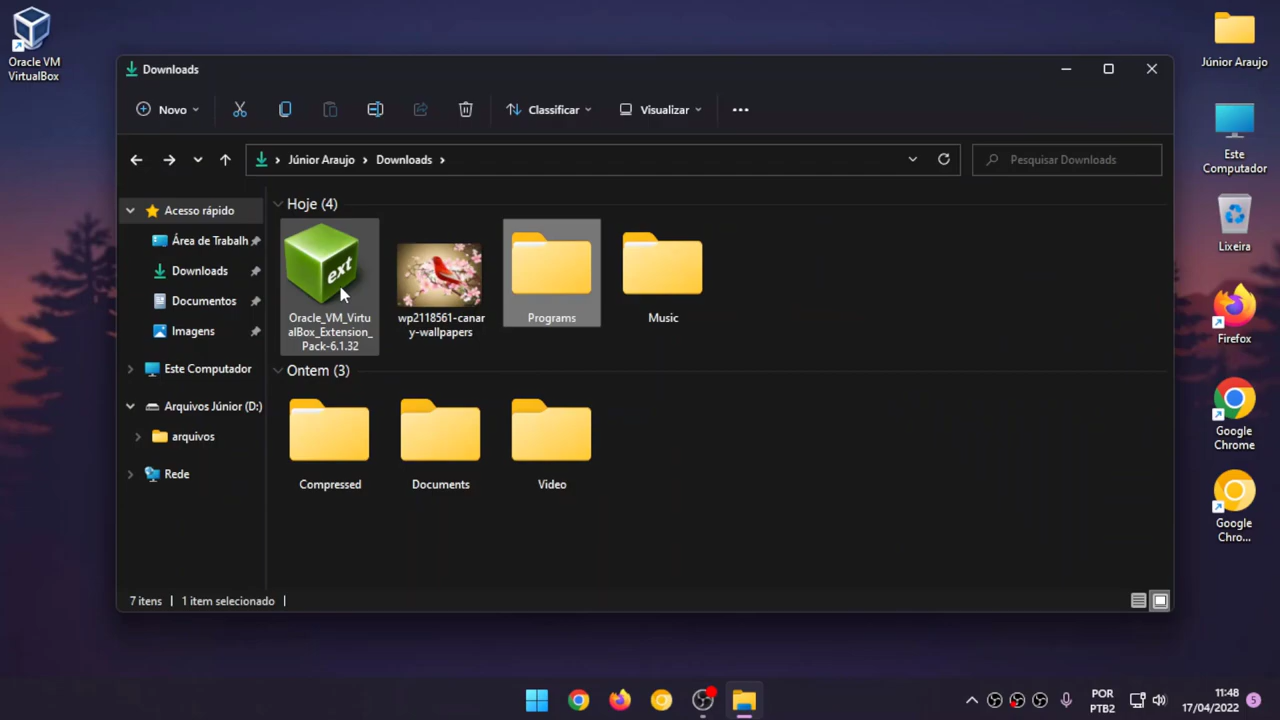 Oracle VM
VirtualBox
Downloads
Novo
Classificar
Visualizar
Júnior Araujo
Downloads
Pesquisar Downloads
Acesso rápido
Área de Trabalh
Downloads
Documentos
Imagens
Este Computador
Arquivos Júnior (D:)
arquivos
Rede
Hoje (4)
ext
Oracle_VM_Virtu
alBox_Extension_
Pack-6.1.32
wp2118561-canar
y-wallpapers
Programs
Music
Ontem (3)
Compressed
Documents
Video
7 itens
1 item selecionado
Júnior Araujo
Este
Computador
Lixeira
Firefox
Google
Chrome
Google
Chro...
POR
PTB2
11:48
17/04/2022
5